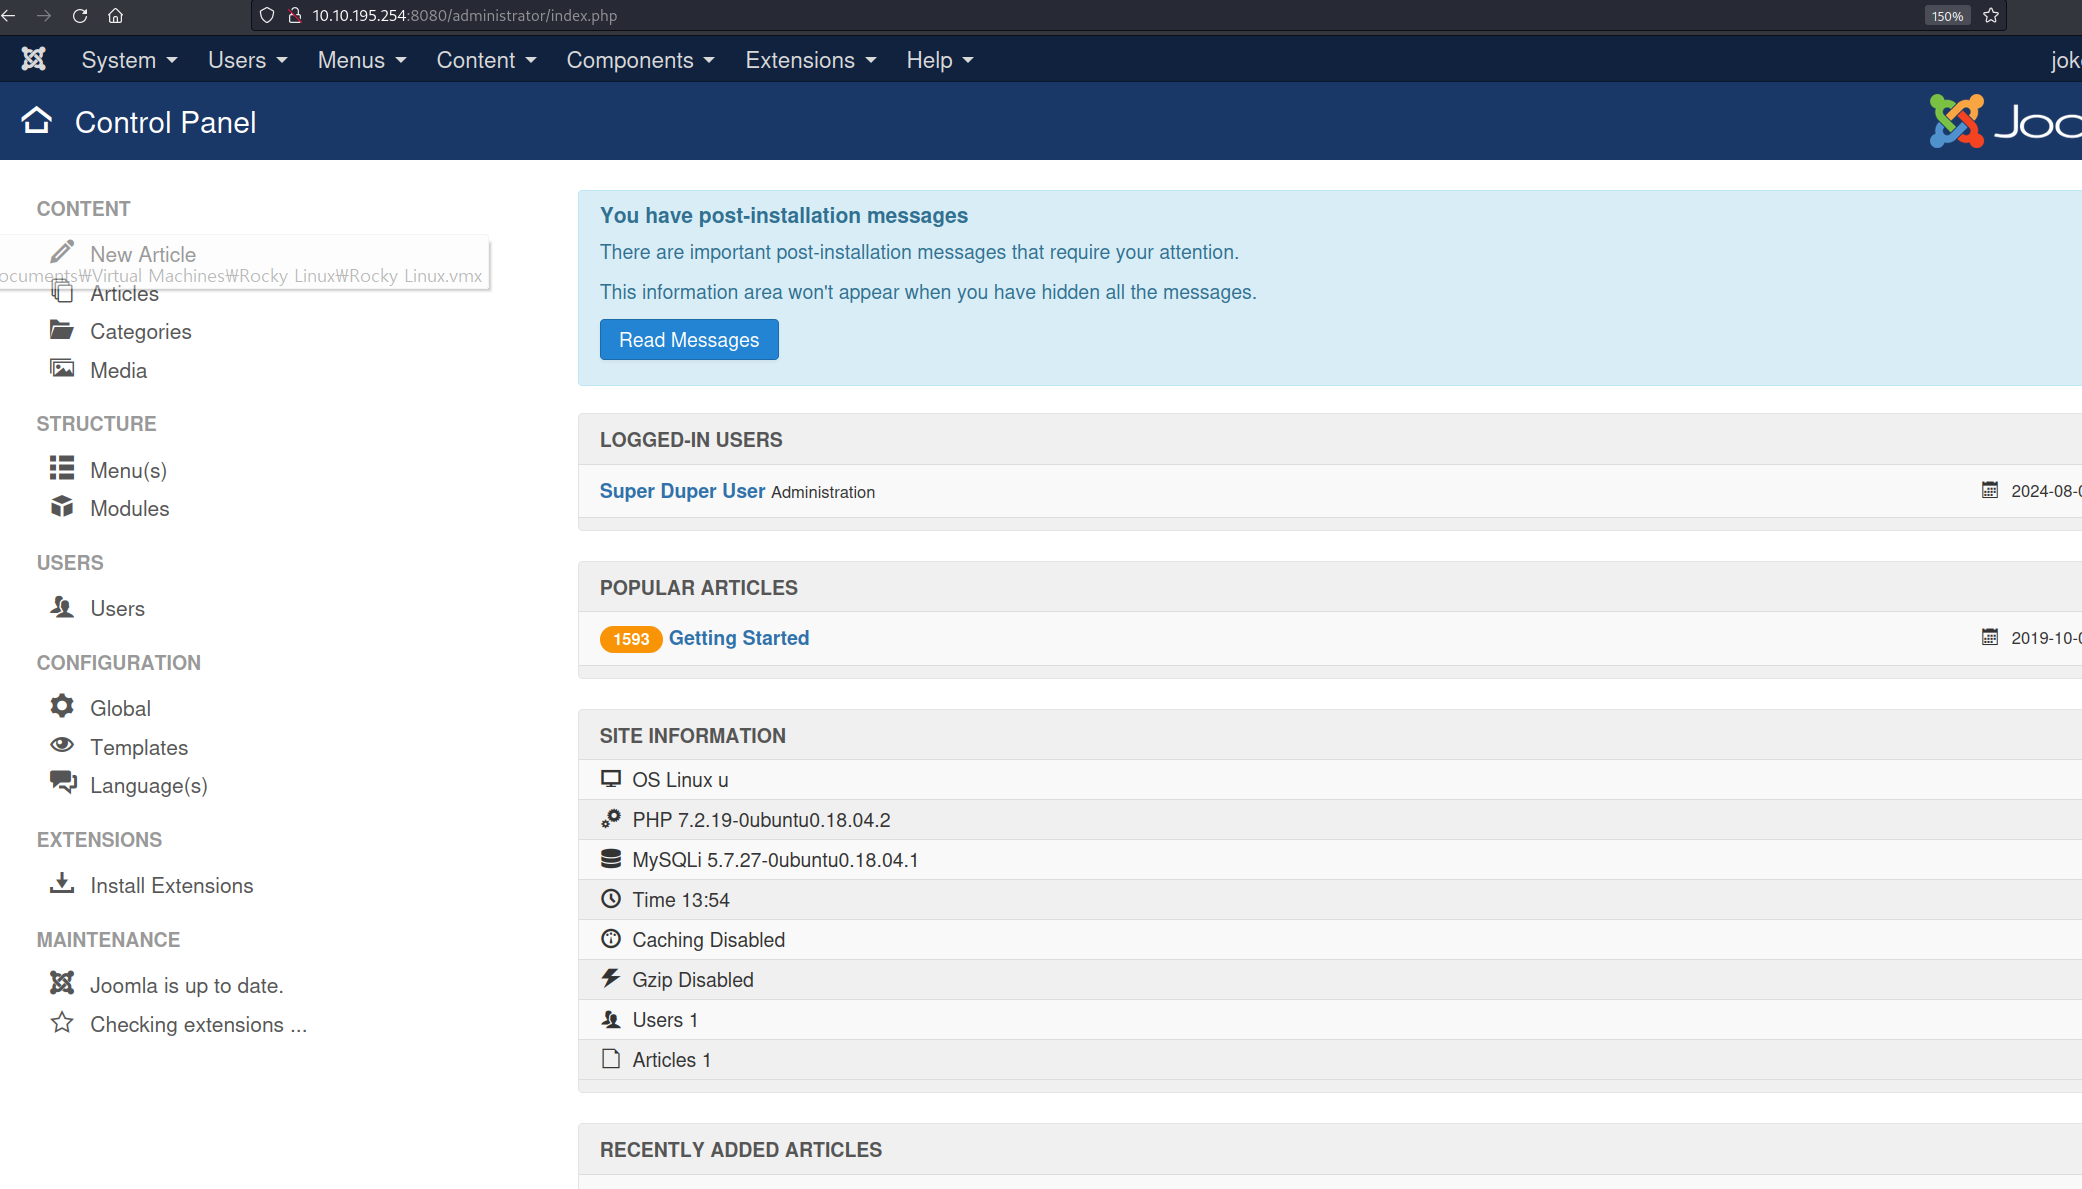 10.10.195.254:8080/administrator/index.php
150%
System Users Menus Content Components Extensions Help
Control Panel
CONTENT
New Article
Virtual Machines₩Rocky Linux₩Rocky Linux.vmx
Articles
Categories
Media
STRUCTURE
Menu(s)
Modules
USERS
Users
CONFIGURATION
Global
Templates
Language(s)
EXTENSIONS
Install Extensions
MAINTENANCE
Joomla is up to date.
Checking extensions ...
You have post-installation messages
There are important post-installation messages that require your attention.
This information area won't appear when you have hidden all the messages.
Read Messages
LOGGED-IN USERS
Super Duper User Administration 2024-08-0
POPULAR ARTICLES
1593 Getting Started 2019-10-0
SITE INFORMATION
OS Linux u
PHP 7.2.19-0ubuntu0.18.04.2
MySQLi 5.7.27-0ubuntu0.18.04.1
Time 13:54
Caching Disabled
Gzip Disabled
Users 1
Articles 1
RECENTLY ADDED ARTICLES